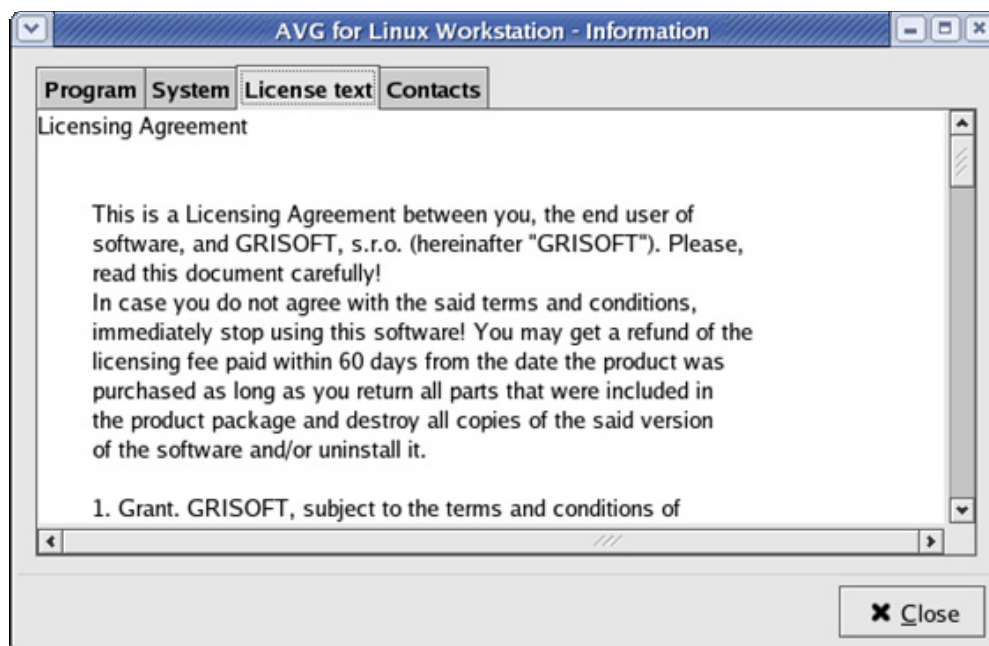 AVG for Linux Workstation - Information
Program System License text Contacts
Licensing Agreement
This is a Licensing Agreement between you, the end user of
software, and GRISOFT, s.r.o. (hereinafter "GRISOFT"). Please,
read this document carefully!
In case you do not agree with the said terms and conditions,
immediately stop using this software! You may get a refund of the
licensing fee paid within 60 days from the date the product was
purchased as long as you return all parts that were included in
the product package and destroy all copies of the said version
of the software and/or uninstall it.
1. Grant. GRISOFT, subject to the terms and conditions of
Close